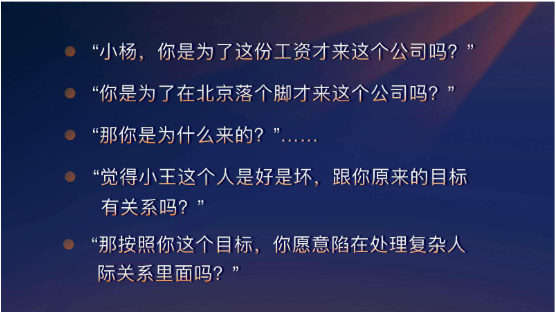 “小杨，你是为了这份工资才来这个公司吗？”
“你是为了在北京落个脚才来这个公司吗？”
“那你是为什么来的？”……
“觉得小王这个人是好是坏，跟你原来的目标
有关系吗？”
“那按照你这个目标，你愿意陷在处理复杂人
际关系里面吗？”